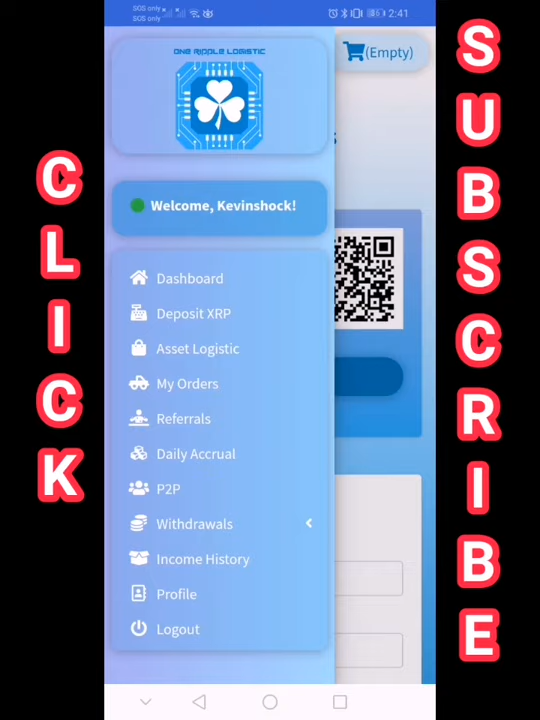 SOS only
SOS only
2:41
ONE RIPPLE LOGISTIC
(Empty)
Welcome, Kevinshock!
Dashboard
Deposit XRP
Asset Logistic
My Orders
Referrals
Daily Accrual
P2P
Withdrawals
Income History
Profile
Logout
CLICK
SUBSCRIBE